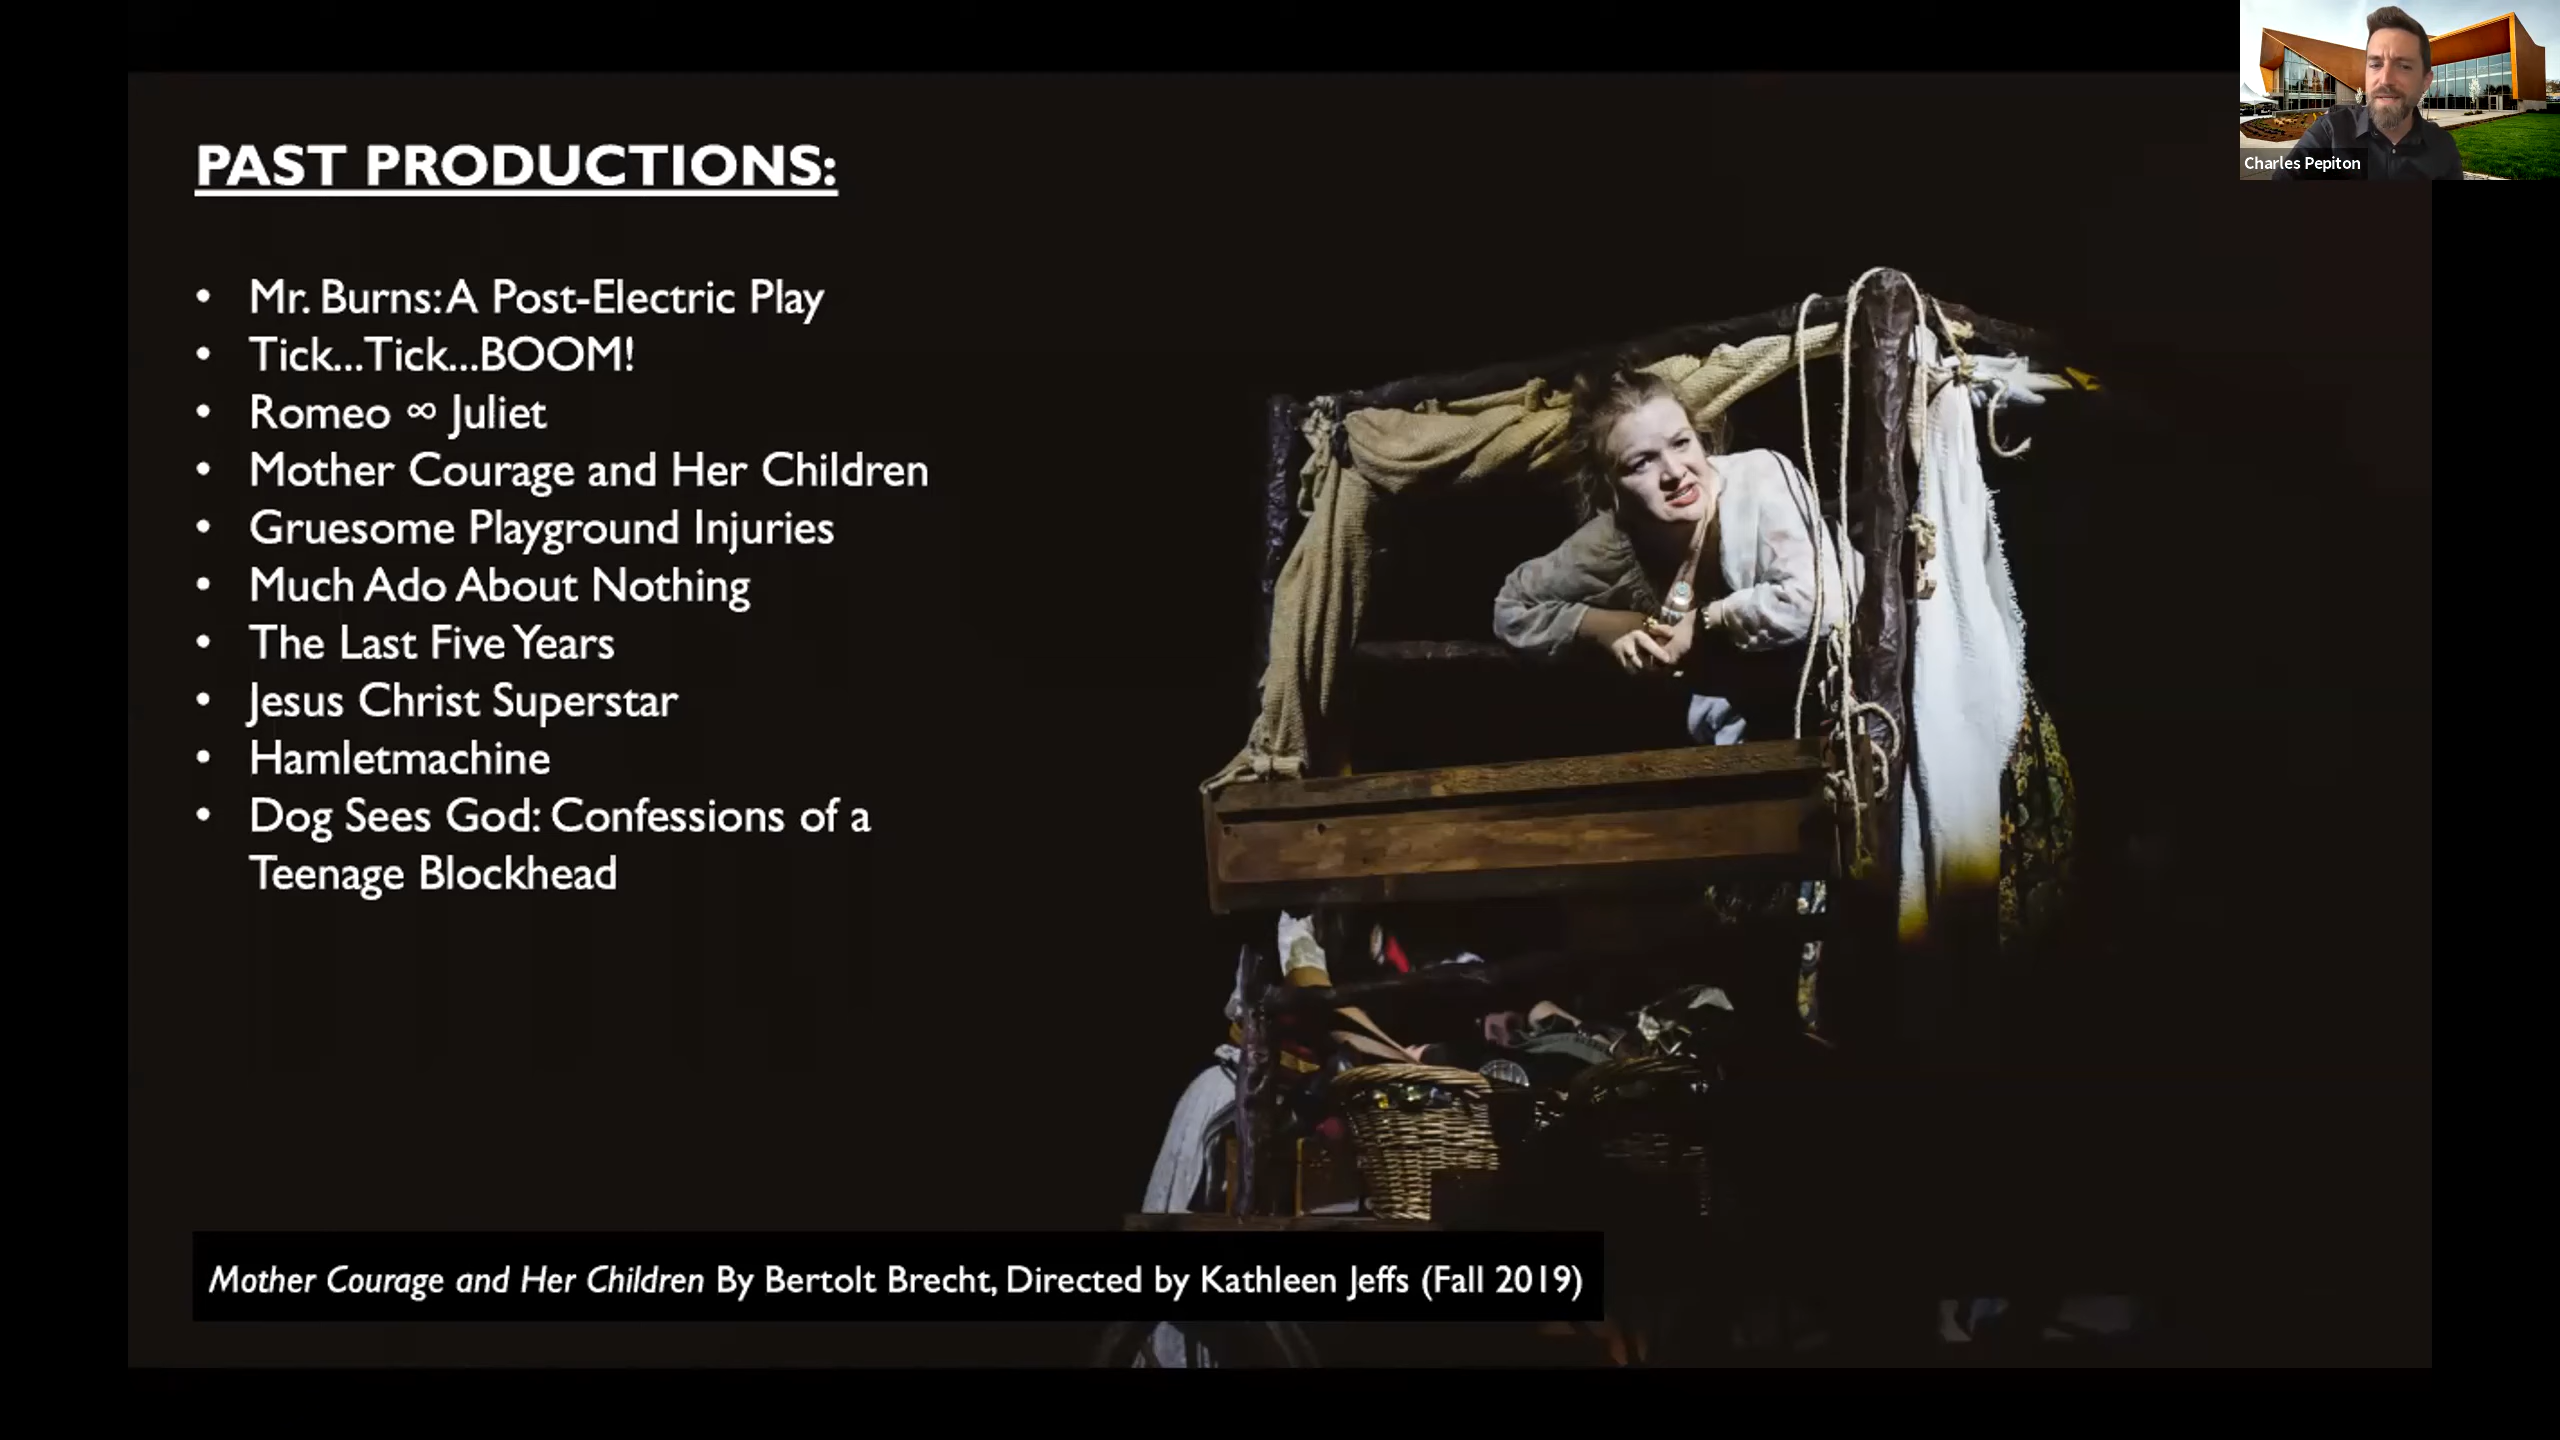 PAST PRODUCTIONS:
• Mr. Burns: A Post-Electric Play
• Tick...Tick...BOOM!
• Romeo ∞ Juliet
• Mother Courage and Her Children
• Gruesome Playground Injuries
• Much Ado About Nothing
• The Last Five Years
• Jesus Christ Superstar
• Hamletmachine
• Dog Sees God: Confessions of a
Teenage Blockhead
Mother Courage and Her Children By Bertolt Brecht, Directed by Kathleen Jeffs (Fall 2019)
Charles Pepiton